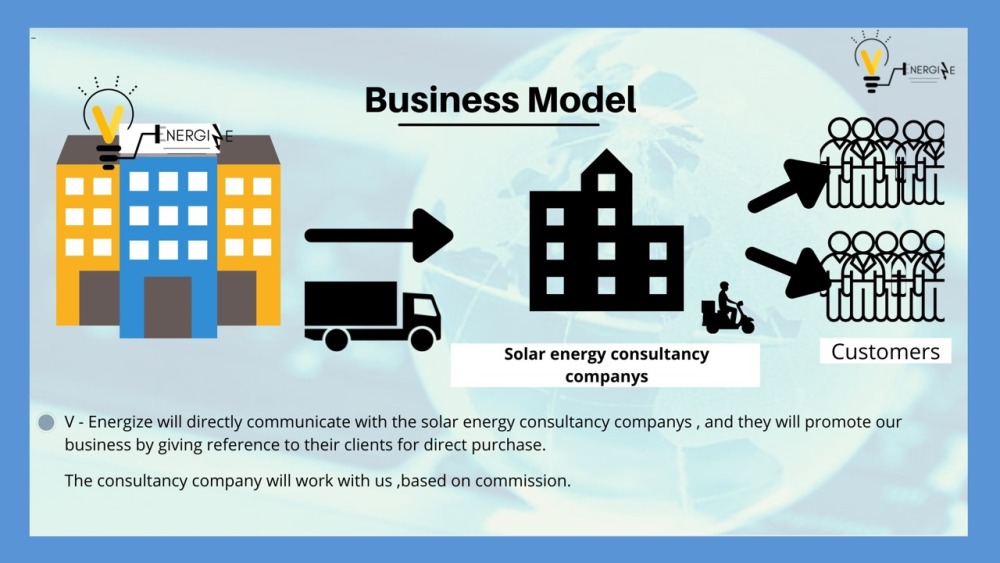 V ENERGIZE
Business Model
V ENERGIZE
Solar energy consultancy
companys
Customers
V - Energize will directly communicate with the solar energy consultancy companys , and they will promote our
business by giving reference to their clients for direct purchase.
The consultancy company will work with us ,based on commission.